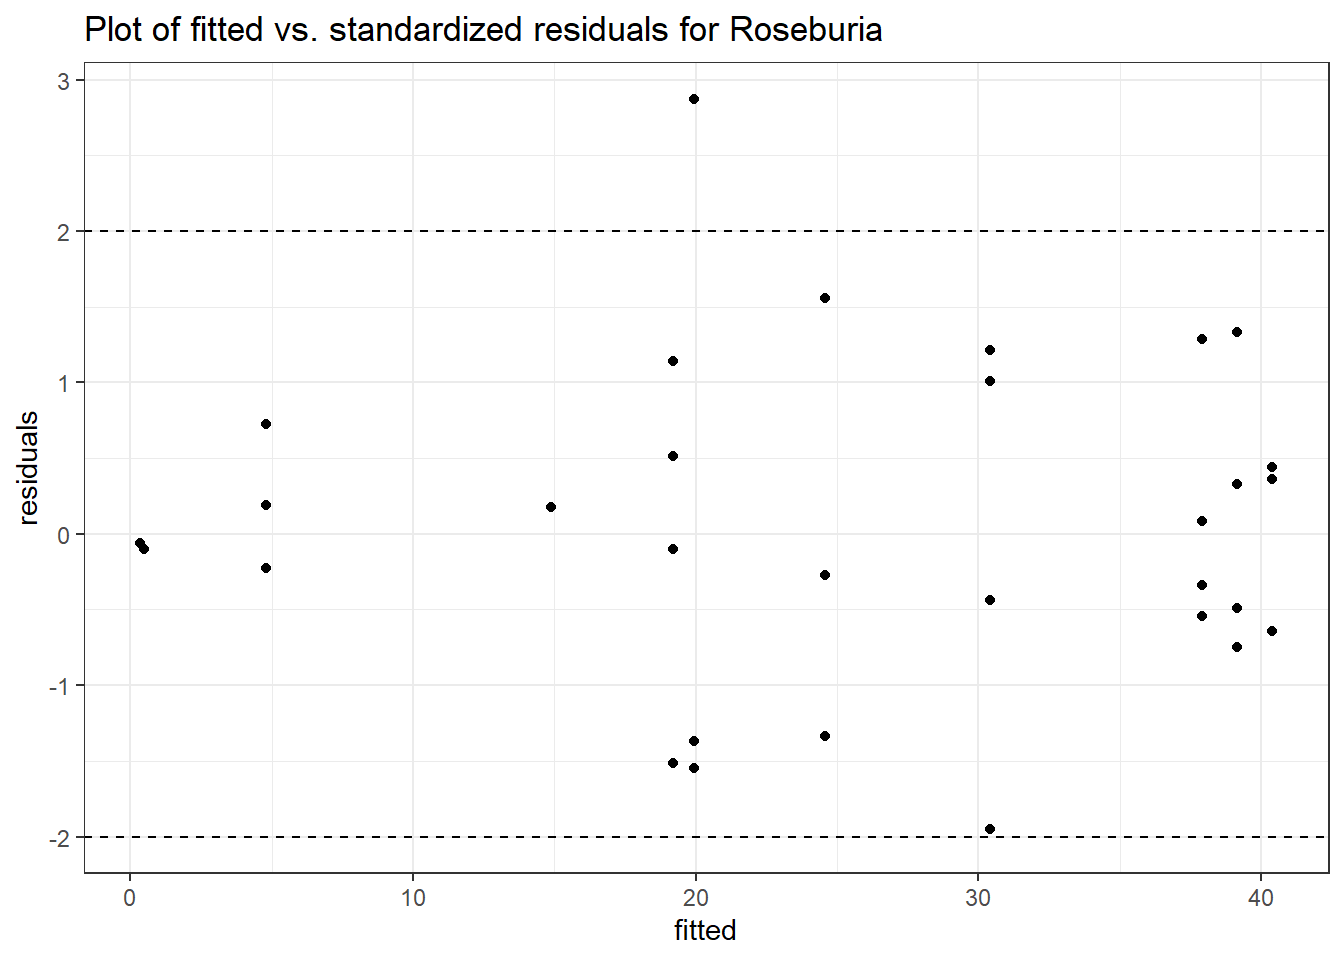 Plot of fitted vs. standardized residuals for Roseburia
3
2
1
0
-1
-2
residuals
0 10 20 30 40
fitted